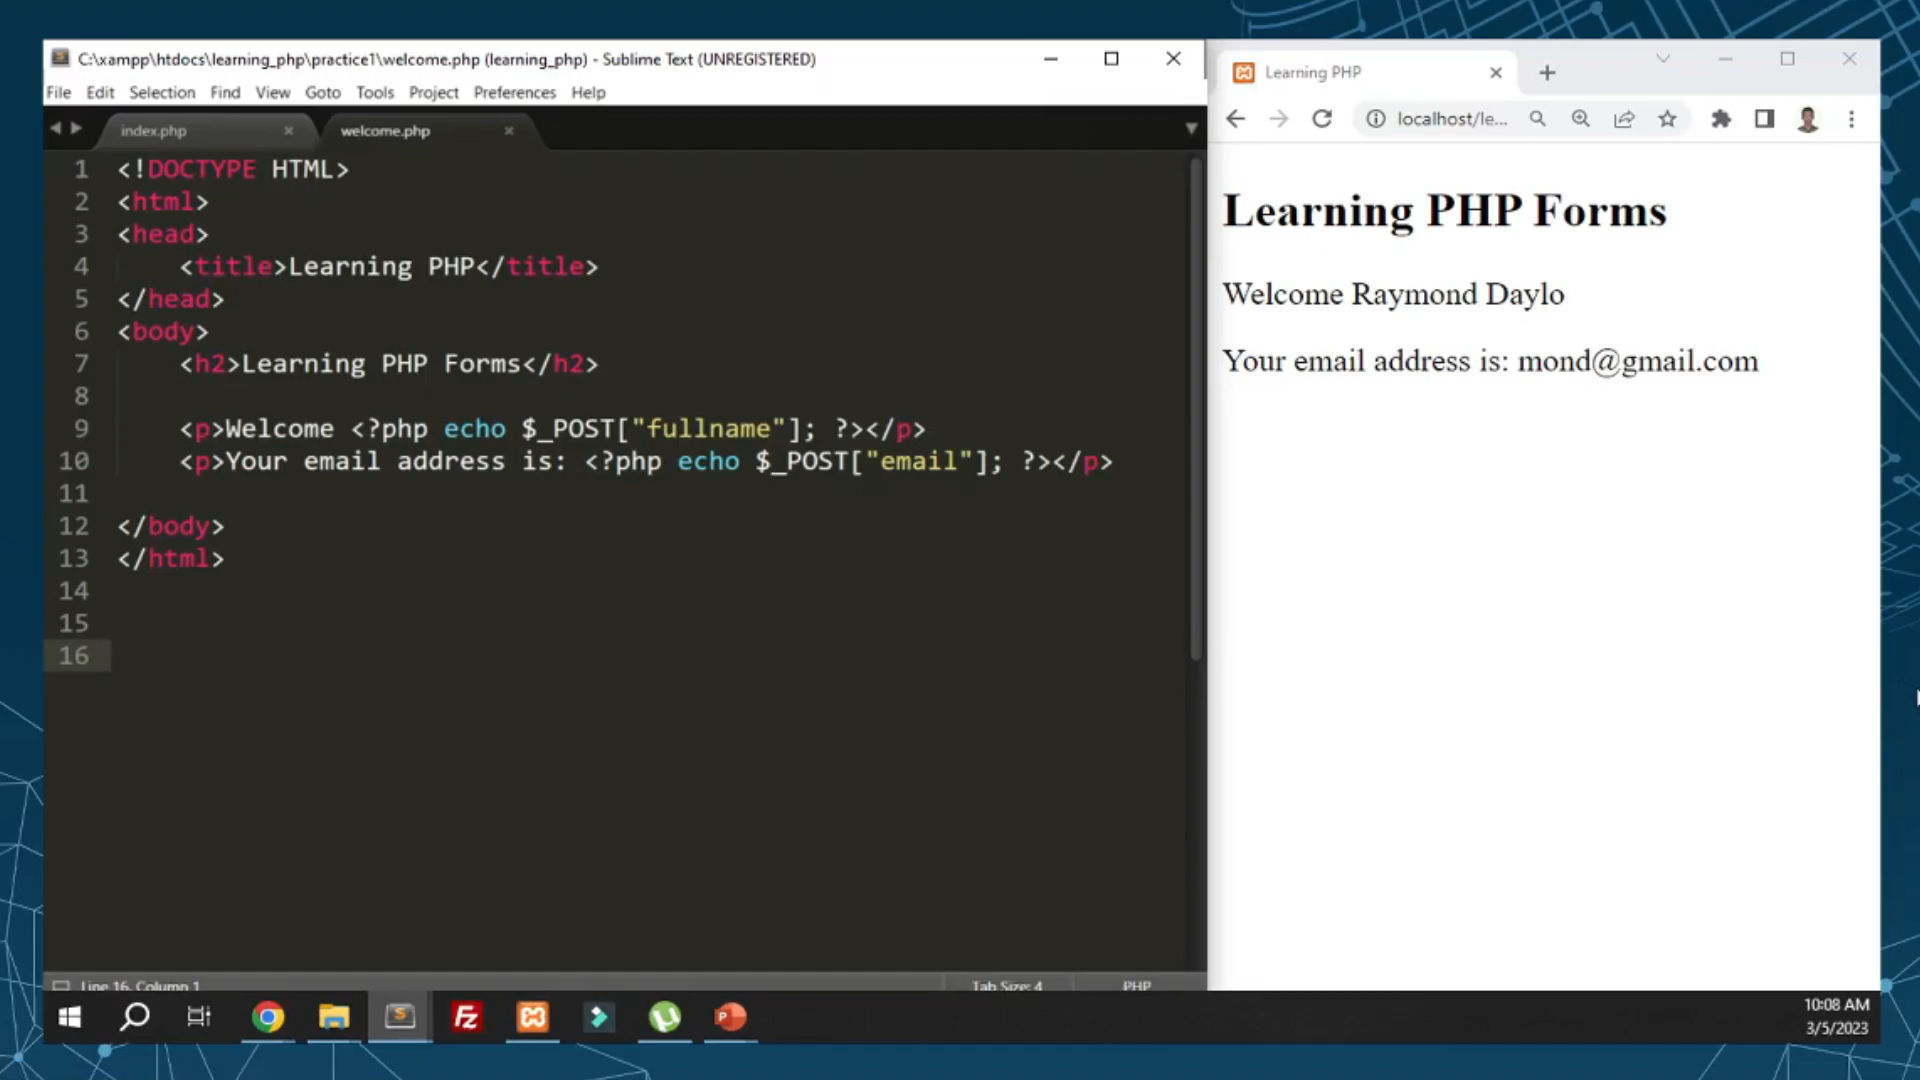 C:\xampp\htdocs\learning_php\practice1\welcome.php (learning_php) - Sublime Text (UNREGISTERED)
File Edit Selection Find View Goto Tools Project Preferences Help
index.php
welcome.php
1 <!DOCTYPE HTML>
2 <html>
3 <head>
4 <title>Learning PHP</title>
5 </head>
6 <body>
7 <h2>Learning PHP Forms</h2>
8
9 <p>Welcome <?php echo $_POST["fullname"]; ?></p>
10 <p>Your email address is: <?php echo $_POST["email"]; ?></p>
11
12 </body>
13 </html>
14
15
16
Line 16, Column 1
Tab Size: 4
PHP
Learning PHP
localhost/le...
Learning PHP Forms
Welcome Raymond Daylo
Your email address is: mond@gmail.com
10:08 AM
3/5/2023